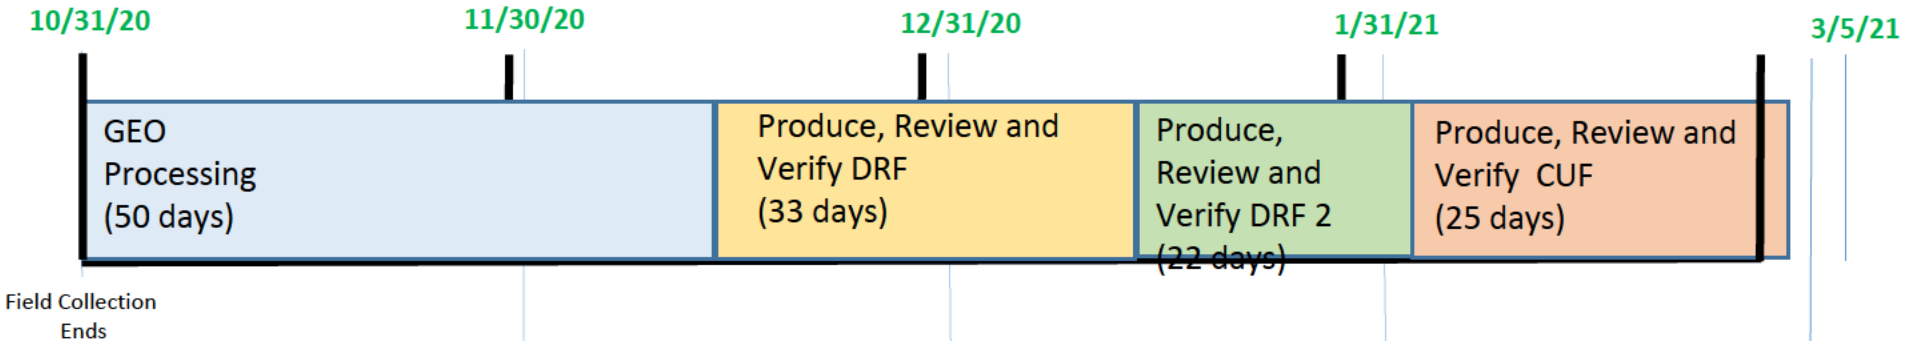 10/31/20
11/30/20
12/31/20
1/31/21
3/5/21
GEO
Processing
(50 days)
Produce, Review and
Verify DRF
(33 days)
Produce,
Review and
Verify DRF 2
(22 days)
Produce, Review and
Verify CUF
(25 days)
Field Collection
Ends